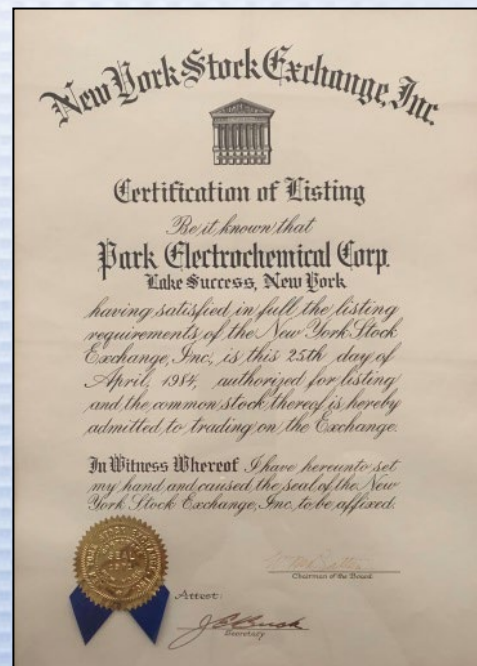 New York Stock Exchange, Inc.
Certification of Listing
Be it known that
Park Electrochemical Corp.
Lake Success, New York
having satisfied in full the listing
requirements of the New York Stock
Exchange, Inc., is this 25th day of
April, 1984, authorized for listing
and the common stock thereof is hereby
admitted to trading on the Exchange.
In Witness Whereof I have hereunto set
my hand and caused the seal of the New
York Stock Exchange, Inc. to be affixed.
Chairman of the Board
Attest:
Secretary
SEAL